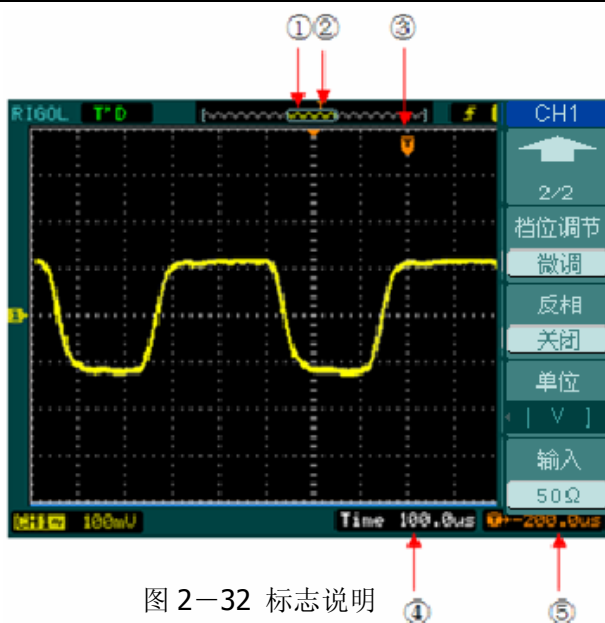 ①② ③
RIGOL T'D
CH1
2/2
档位调节
微调
反相
关闭
单位
[ V ]
输入
50Ω
CH1 100mV Time 100.0us -200.0us
图 2－32 标志说明 ④ ⑤